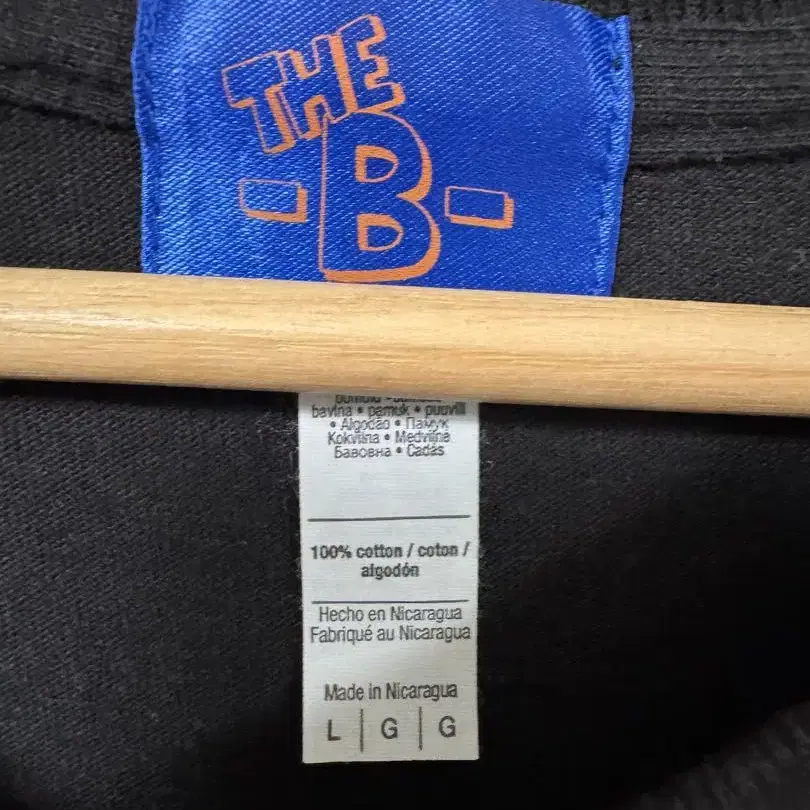 THE
-B-
bavlna • pamuk • puuvill
• Algodão • Памук
Kokvilna • Medvilnė
Бавовна • Cadás
100% cotton / coton /
algodón
Hecho en Nicaragua
Fabriqué au Nicaragua
Made in Nicaragua
L | G | G